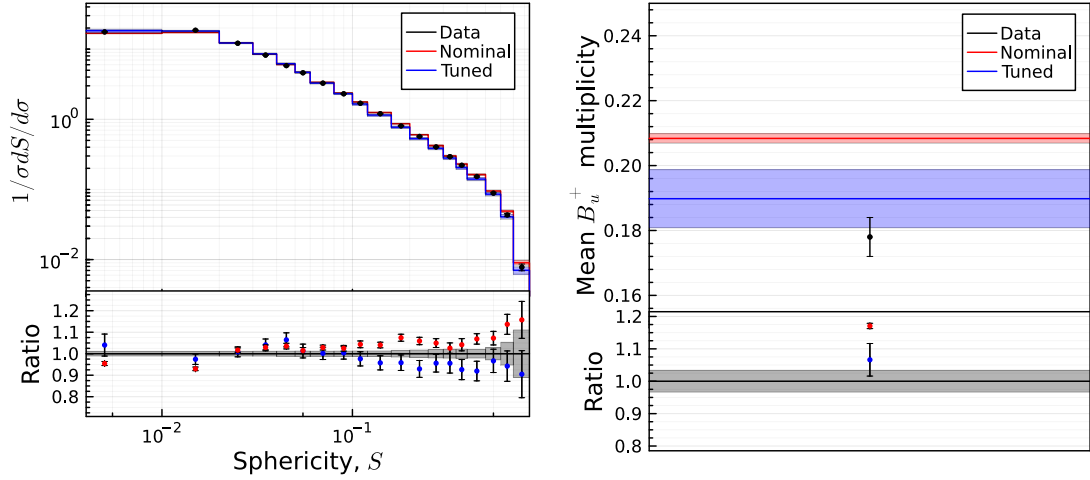 1/σdS/dσ
10⁰
10⁻¹
10⁻²
Data
Nominal
Tuned
Ratio
1.2
1.1
1.0
0.9
0.8
10⁻²
10⁻¹
Sphericity, S
Mean B_u^+ multiplicity
0.24
0.22
0.20
0.18
0.16
Data
Nominal
Tuned
Ratio
1.2
1.1
1.0
0.9
0.8